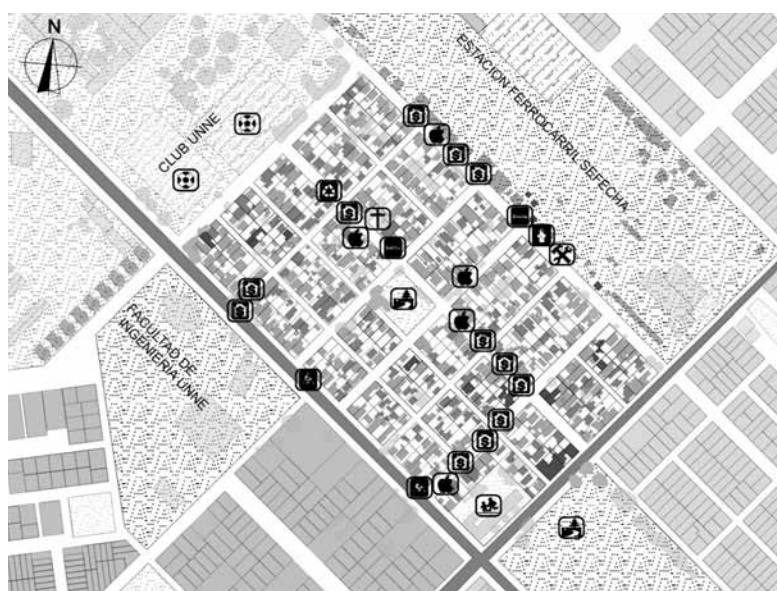 N
ESTACION FERROCARRIL SEFECHA
CLUB UNNE
FACULTAD DE
INGENIERIA UNNE